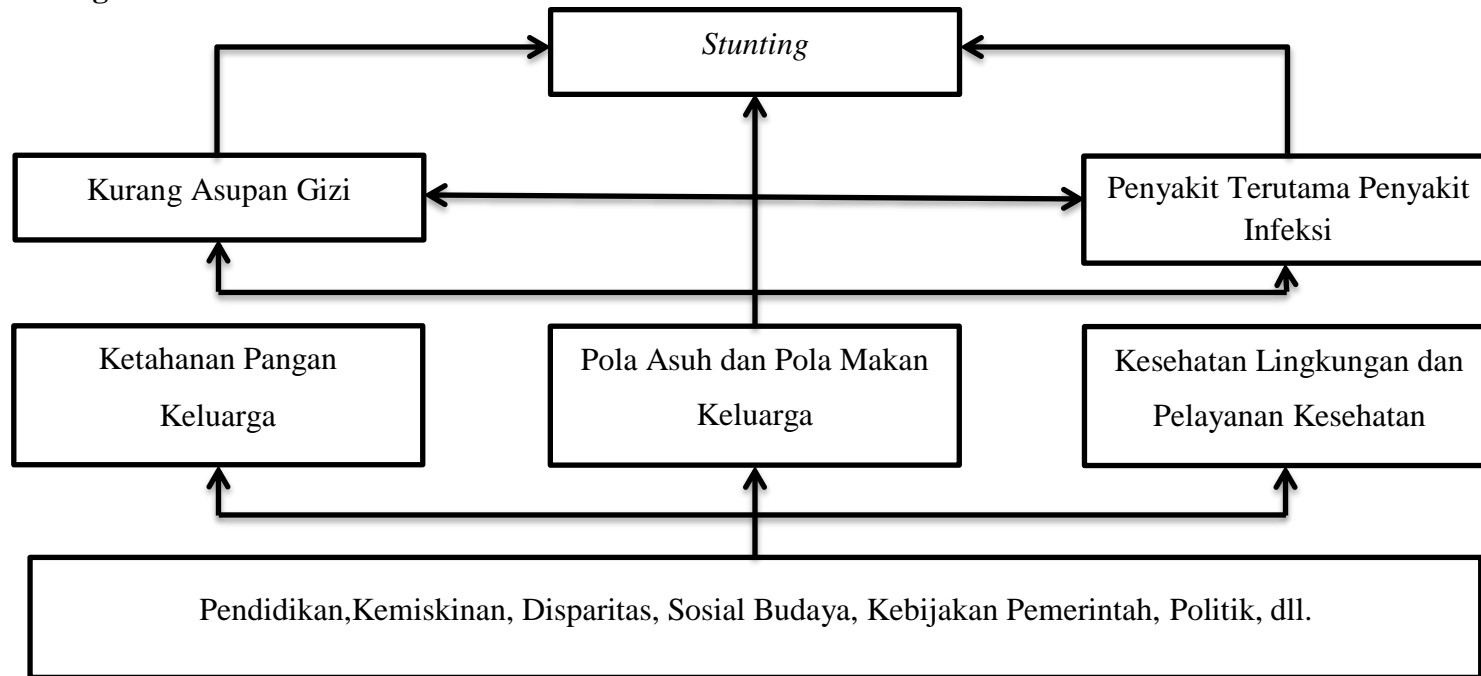 Stunting
Kurang Asupan Gizi
Penyakit Terutama Penyakit
Infeksi
Ketahanan Pangan
Keluarga
Pola Asuh dan Pola Makan
Keluarga
Kesehatan Lingkungan dan
Pelayanan Kesehatan
Pendidikan,Kemiskinan, Disparitas, Sosial Budaya, Kebijakan Pemerintah, Politik, dll.